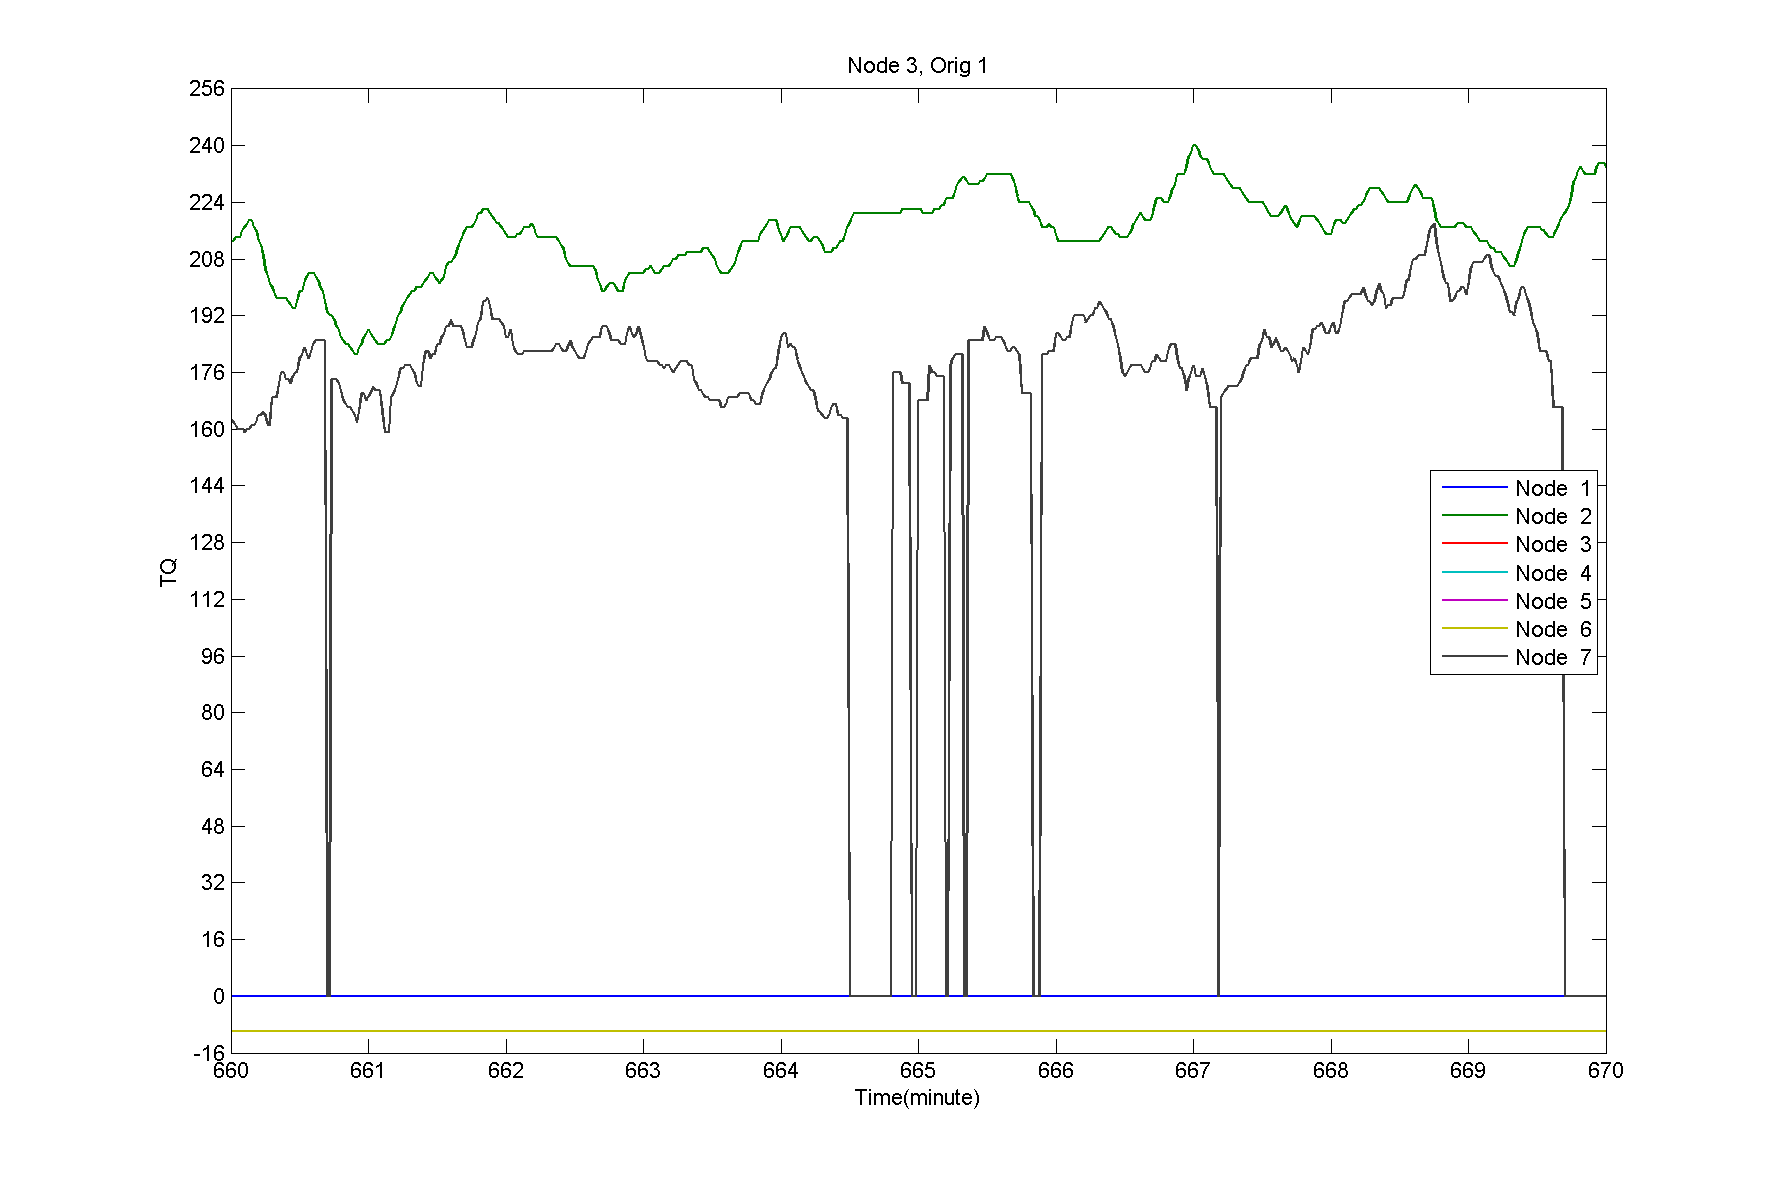 Node 3, Orig 1
256
240
224
208
192
176
160
144
128
112
96
80
64
48
32
16
0
-16
TQ
Node 1
Node 2
Node 3
Node 4
Node 5
Node 6
Node 7
660 661 662 663 664 665 666 667 668 669 670
Time(minute)